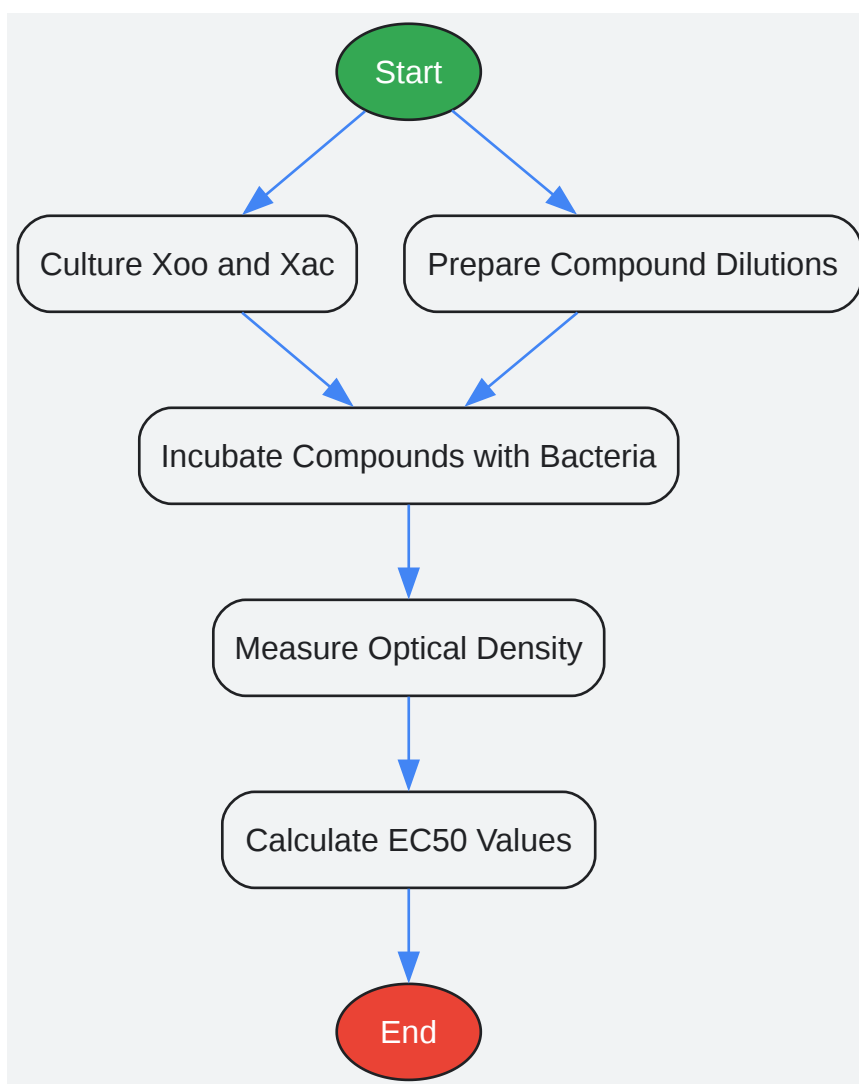 Start
Culture Xoo and Xac
Prepare Compound Dilutions
Incubate Compounds with Bacteria
Measure Optical Density
Calculate EC50 Values
End